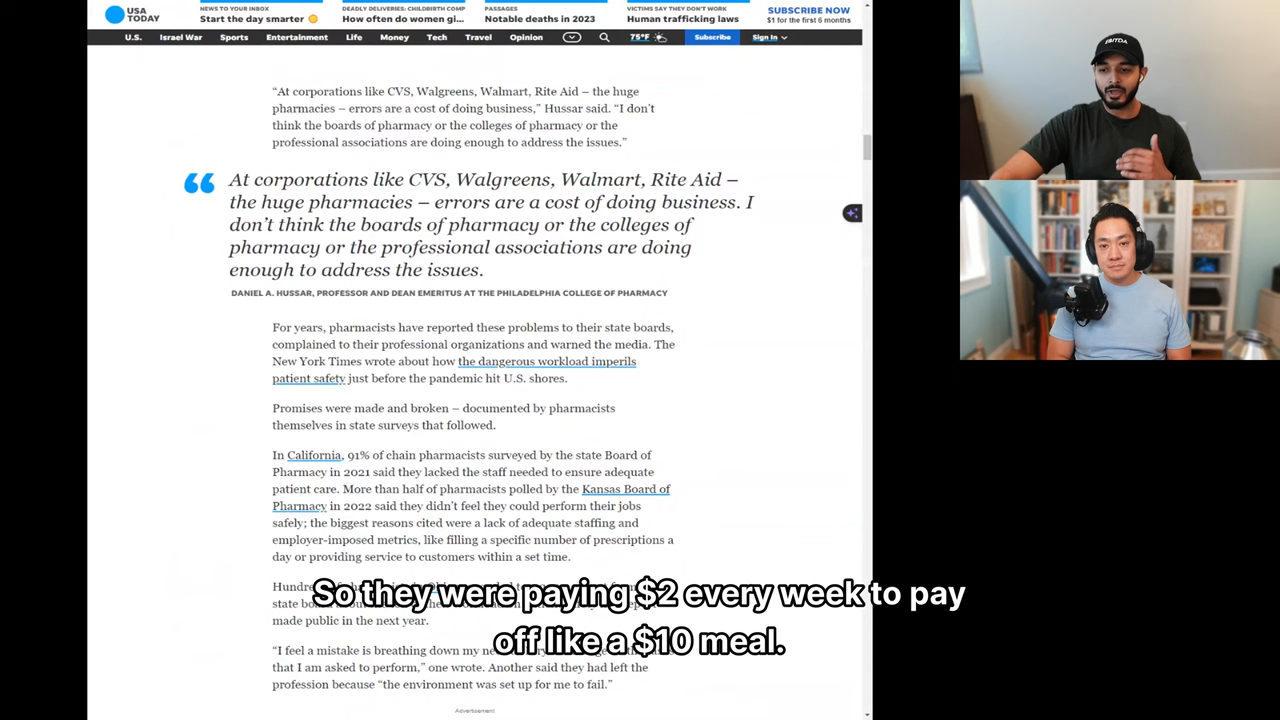 USA
TODAY
NEWS TO YOUR INBOX
Start the day smarter
DEADLY DELIVERIES: CHILDBIRTH COMP
How often do women gi...
PASSAGES
Notable deaths in 2023
VICTIMS SAY THEY DON'T WORK
Human trafficking laws
SUBSCRIBE NOW
$1 for the first 6 months
U.S. Israel War Sports Entertainment Life Money Tech Travel Opinion 75°F Subscribe Sign In
“At corporations like CVS, Walgreens, Walmart, Rite Aid – the huge
pharmacies – errors are a cost of doing business,” Hussar said. “I don’t
think the boards of pharmacy or the colleges of pharmacy or the
professional associations are doing enough to address the issues.”
At corporations like CVS, Walgreens, Walmart, Rite Aid –
the huge pharmacies – errors are a cost of doing business. I
don’t think the boards of pharmacy or the colleges of
pharmacy or the professional associations are doing
enough to address the issues.
DANIEL A. HUSSAR, PROFESSOR AND DEAN EMERITUS AT THE PHILADELPHIA COLLEGE OF PHARMACY
For years, pharmacists have reported these problems to their state boards,
complained to their professional organizations and warned the media. The
New York Times wrote about how the dangerous workload imperils
patient safety just before the pandemic hit U.S. shores.
Promises were made and broken – documented by pharmacists
themselves in state surveys that followed.
In California, 91% of chain pharmacists surveyed by the state Board of
Pharmacy in 2021 said they lacked the staff needed to ensure adequate
patient care. More than half of pharmacists polled by the Kansas Board of
Pharmacy in 2022 said they didn’t feel they could perform their jobs
safely; the biggest reasons cited were a lack of adequate staffing and
employer-imposed metrics, like filling a specific number of prescriptions a
day or providing service to customers within a set time.
So they were paying $2 every week to pay
off like a $10 meal.
state
made public in the next year.
“I feel a mistake is breathing down my
that I am asked to perform,” one wrote. Another said they had left the
profession because “the environment was set up for me to fail.”
Advertisement
EBITDA